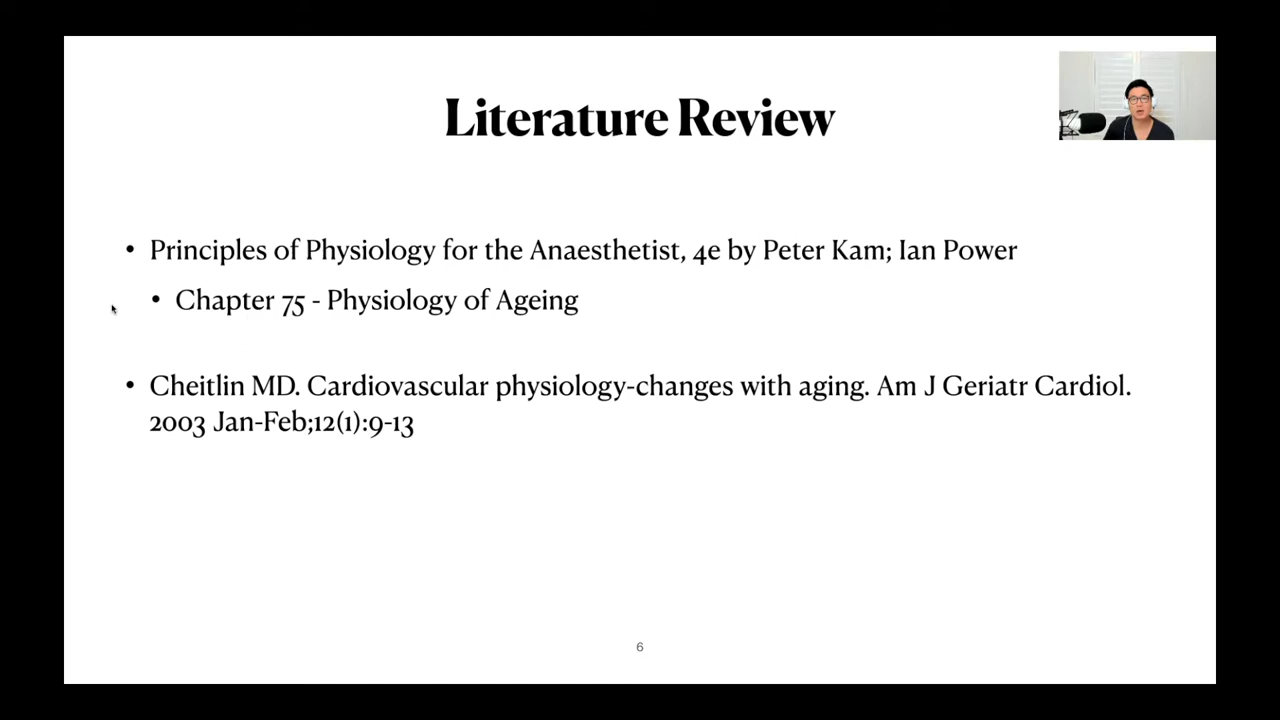 Literature Review
• Principles of Physiology for the Anaesthetist, 4e by Peter Kam; Ian Power
• Chapter 75 - Physiology of Ageing
• Cheitlin MD. Cardiovascular physiology-changes with aging. Am J Geriatr Cardiol.
2003 Jan-Feb;12(1):9-13
6